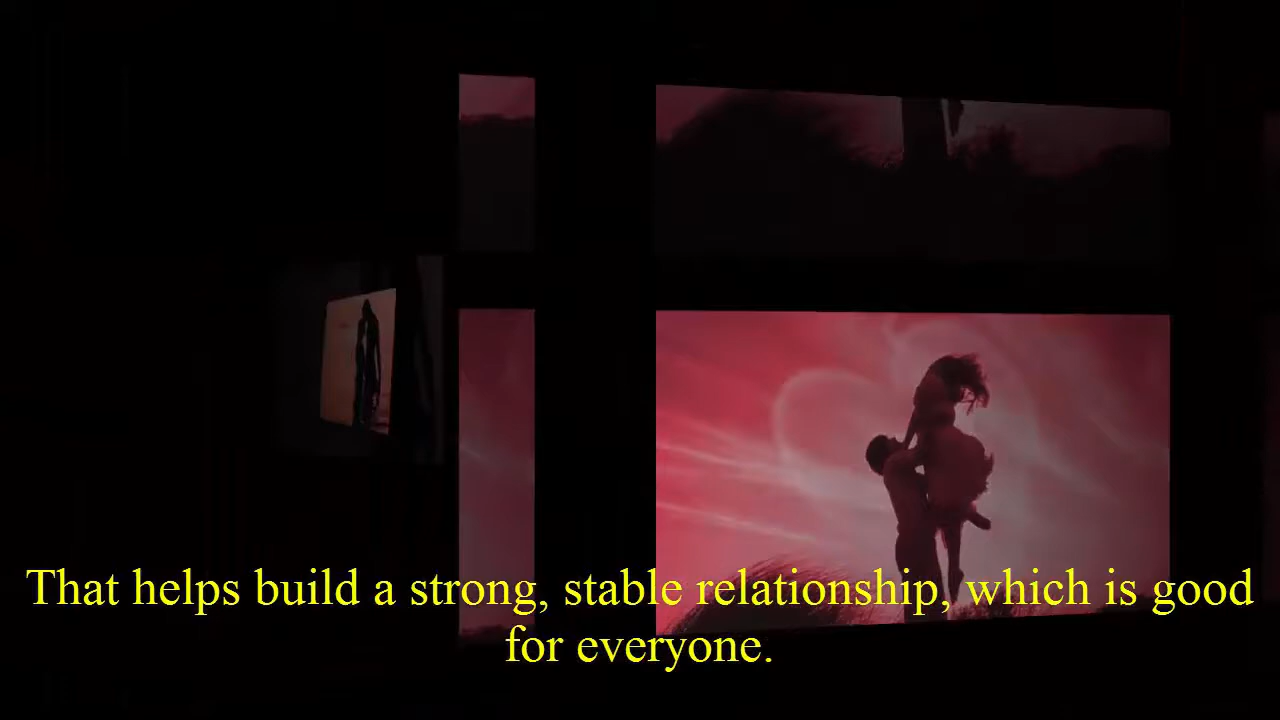 That helps build a strong, stable relationship, which is good
for everyone.